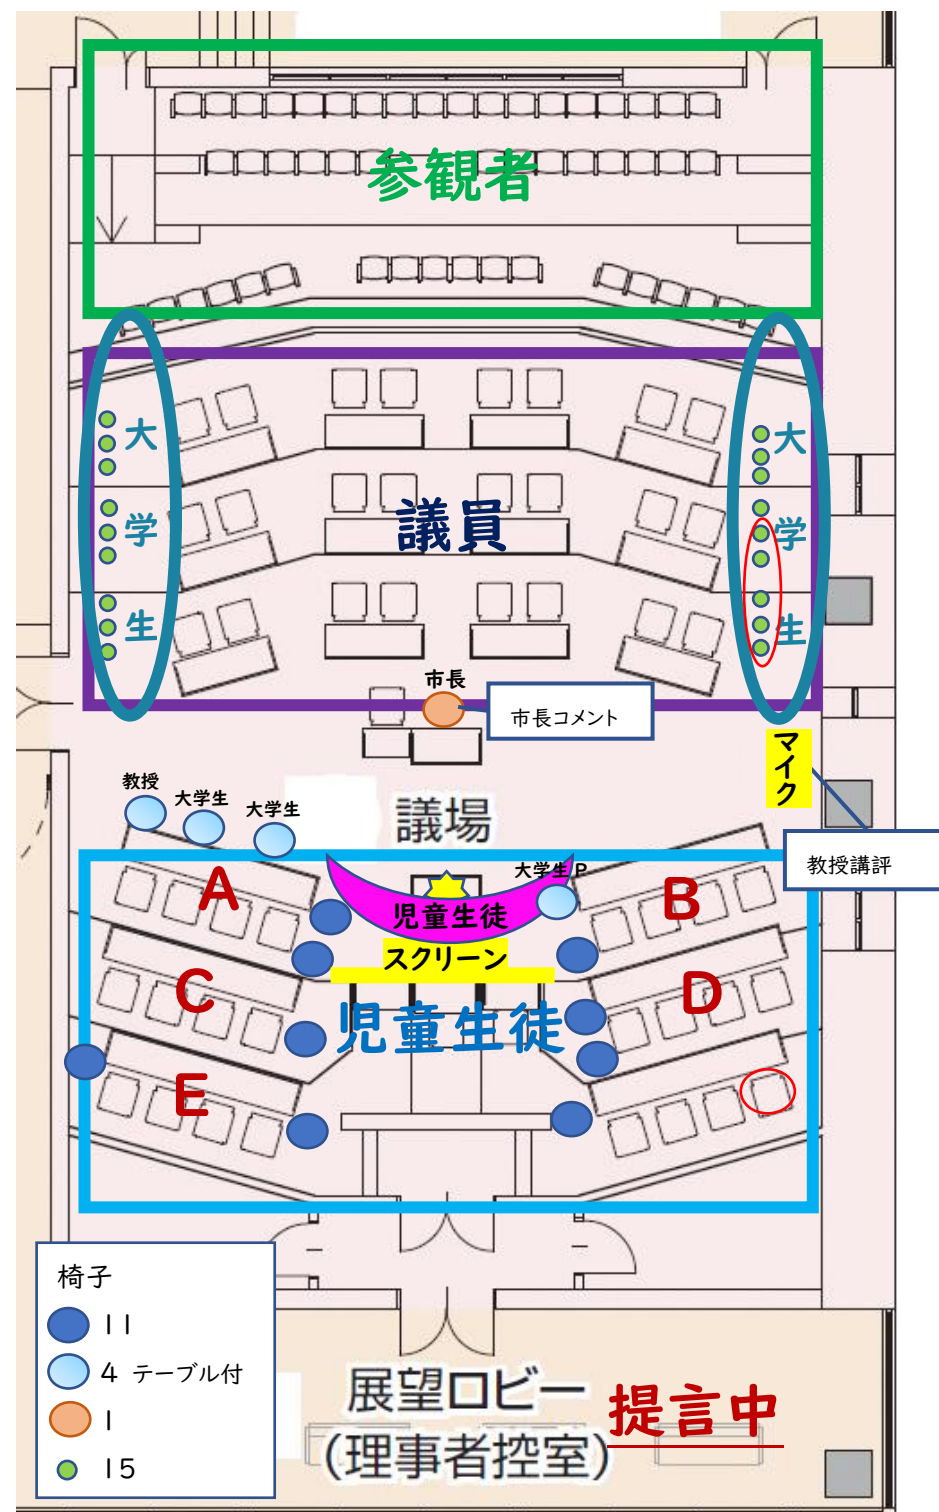 参観者
大
学
生
大
学
生
議員
市長
市長コメント
マイク
教授
大学生
大学生
議場
教授講評
大学生P
A
B
児童生徒
スクリーン
C
D
児童生徒
E
椅子
11
4 テーブル付
1
15
展望ロビー
(理事者控室)
提言中